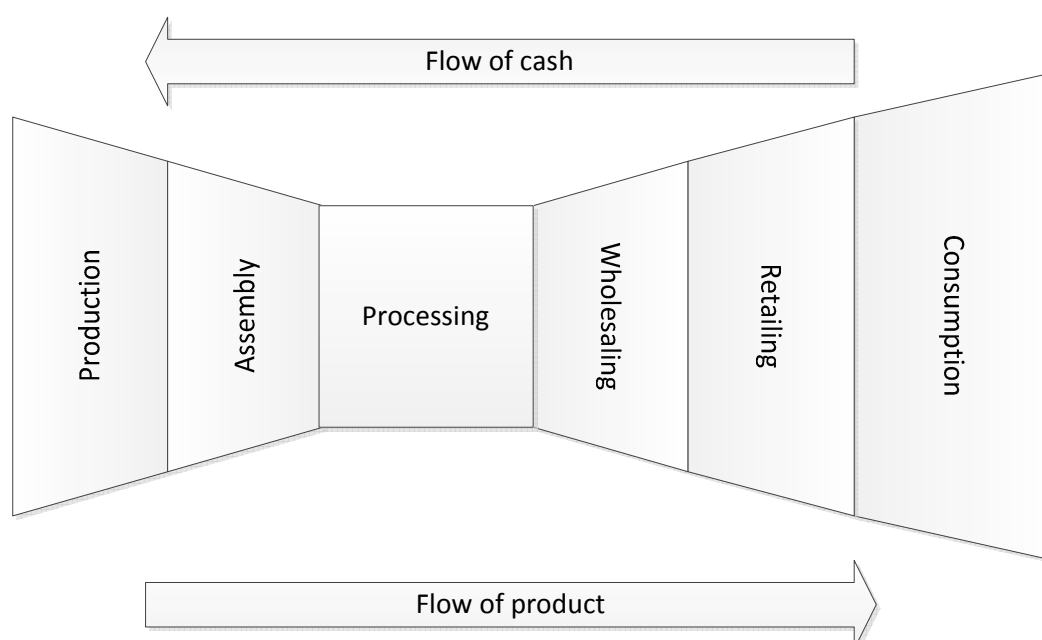 Flow of cash
Production
Assembly
Processing
Wholesaling
Retailing
Consumption
Flow of product